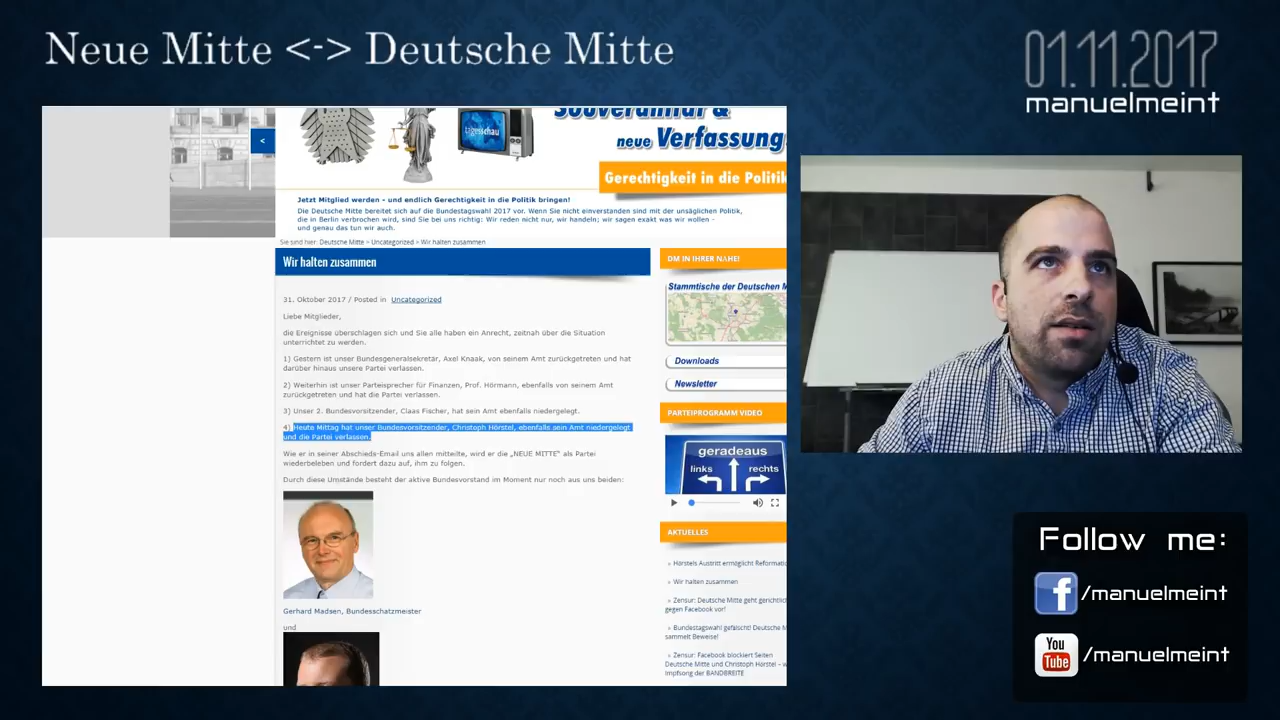 Neue Mitte <-> Deutsche Mitte
01.11.2017
manuelmeint
<
tagesschau
neue Verfassung
Gerechtigkeit in die Politik
Jetzt Mitglied werden - und endlich Gerechtigkeit in die Politik bringen!
Die Deutsche Mitte bereitet sich auf die Bundestagswahl 2017 vor. Wenn Sie nicht einverstanden sind mit der unsäglichen Politik,
die in Berlin verbrochen wird, sind Sie bei uns richtig: Wir reden nicht nur, wir handeln; wir sagen exakt was wir wollen -
und genau das tun wir auch.
Sie sind hier: Deutsche Mitte > Uncategorized > Wir halten zusammen
Wir halten zusammen
31. Oktober 2017 / Posted in Uncategorized
Liebe Mitglieder,
die Ereignisse überschlagen sich und Sie alle haben ein Anrecht, zeitnah über die Situation
unterrichtet zu werden.
1) Gestern ist unser Bundesgeneralsekretär, Axel Knaak, von seinem Amt zurückgetreten und hat
darüber hinaus unsere Partei verlassen.
2) Weiterhin ist unser Parteisprecher für Finanzen, Prof. Hörmann, ebenfalls von seinem Amt
zurückgetreten und hat die Partei verlassen.
3) Unser 2. Bundesvorsitzender, Claas Fischer, hat sein Amt ebenfalls niedergelegt.
4) Heute Mittag hat unser Bundesvorsitzender, Christoph Hörstel, ebenfalls sein Amt niedergelegt
und die Partei verlassen.
Wie er in seiner Abschieds-Email uns allen mitteilte, wird er die „NEUE MITTE“ als Partei
wiederbeleben und fordert dazu auf, ihm zu folgen.
Durch diese Umstände besteht der aktive Bundesvorstand im Moment nur noch aus uns beiden:
Gerhard Madsen, Bundesschatzmeister
und
DM IN IHRER NÄHE!
Stammtische der Deutschen M
Downloads
Newsletter
PARTEIPROGRAMM VIDEO
geradeaus
links
rechts
AKTUELLES
» Hörstels Austritt ermöglicht Reformatio
» Wir halten zusammen
» Zensur: Deutsche Mitte geht gerichtlic
gegen Facebook vor!
» Bundestagswahl gefälscht! Deutsche M
sammelt Beweise!
» Zensur: Facebook blockiert Seiten
Deutsche Mitte und Christoph Hörstel – w
Impfsong der BANDBREITE
Follow me:
f
/manuelmeint
You
Tube
/manuelmeint